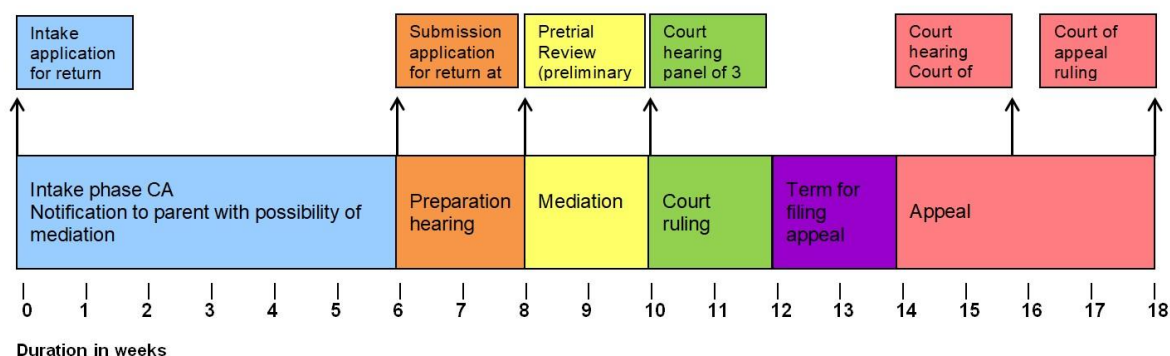 Intake
application
for return
Submission
application
for return at
Pretrial
Review
(preliminary
Court
hearing
panel of 3
Court
hearing
Court of
Court of
appeal
ruling
Intake phase CA
Notification to parent with possibility of
mediation
Preparation
hearing
Mediation
Court
ruling
Term for
filing
appeal
Appeal
0 1 2 3 4 5 6 7 8 9 10 11 12 13 14 15 16 17 18
Duration in weeks